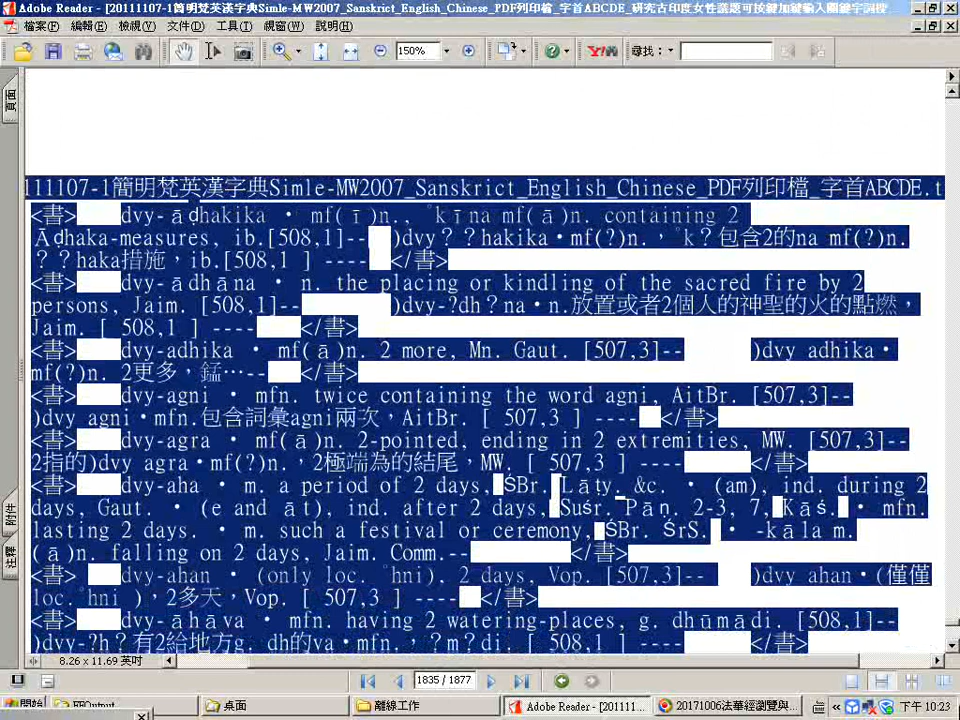 Adobe Reader - [20111107-1簡明梵英漢字典Simle-MW2007_Sanskrict_English_Chinese_PDF列印檔_字首ABCDE_研究古印度女性議題可按鍵加鍵輸入關鍵字詞搜
檔案(F) 編輯(E) 檢視(V) 文件(D) 工具(T) 視窗(W) 說明(H)
150% Y! 尋找:
頁面
111107-1簡明梵英漢字典Simle-MW2007_Sanskrict_English_Chinese_PDF列印檔_字首ABCDE.t
<書> dvy-āḍhakika ‧ mf(ī)n., °kīna mf(ā)n. containing 2
Āḍhaka-measures, ib.[508,1]-- )dvy？？hakika‧mf(?)n.，°k？包含2的na mf(?)n.
？？haka措施，ib.[508,1 ] ---- </書>
<書> dvy-ādhāna ‧ n. the placing or kindling of the sacred fire by 2
persons, Jaim. [508,1]-- )dvy-?dh？na‧n.放置或者2個人的神聖的火的點燃，
Jaim. [ 508,1 ] ---- </書>
<書> dvy-adhika ‧ mf(ā)n. 2 more, Mn. Gaut. [507,3]-- )dvy adhika‧
mf(?)n. 2更多，錳…-- </書>
<書> dvy-agni ‧ mfn. twice containing the word agni, AitBr. [507,3]--
)dvy agni‧mfn.包含詞彙agni兩次，AitBr. [ 507,3 ] ---- </書>
<書> dvy-agra ‧ mf(ā)n. 2-pointed, ending in 2 extremities, MW. [507,3]--
2指的)dvy agra‧mf(?)n.，2極端為的結尾，MW. [ 507,3 ] ---- </書>
<書> dvy-aha ‧ m. a period of 2 days, ŚBr. Lāṭy. &c. ‧ (am), ind. during 2
days, Gaut. ‧ (e and āt), ind. after 2 days, Suśr. Pāṇ. 2-3, 7, Kāś. ‧ mfn.
lasting 2 days. ‧ m. such a festival or ceremony, ŚBr. ŚrS. ‧ -kāla m.
(ā)n. falling on 2 days, Jaim. Comm.-- </書>
<書> dvy-ahan ‧ (only loc. °hni). 2 days, Vop. [507,3]-- )dvy ahan‧(僅僅
loc.°hni )，2多天，Vop. [ 507,3 ] ---- </書>
<書> dvy-āhāva ‧ mfn. having 2 watering-places, g. dhūmādi. [508,1]--
)dvy-?h？有2給地方g. dh的va‧mfn.，？m？di. [ 508,1 ] ---- </書>
附件
注釋
8.26 x 11.69 英吋
1835 / 1877
開始 FFOutput 桌面 離線工作 Adobe Reader - [2011... 20171006法華經瀏覽與... 下午 10:23